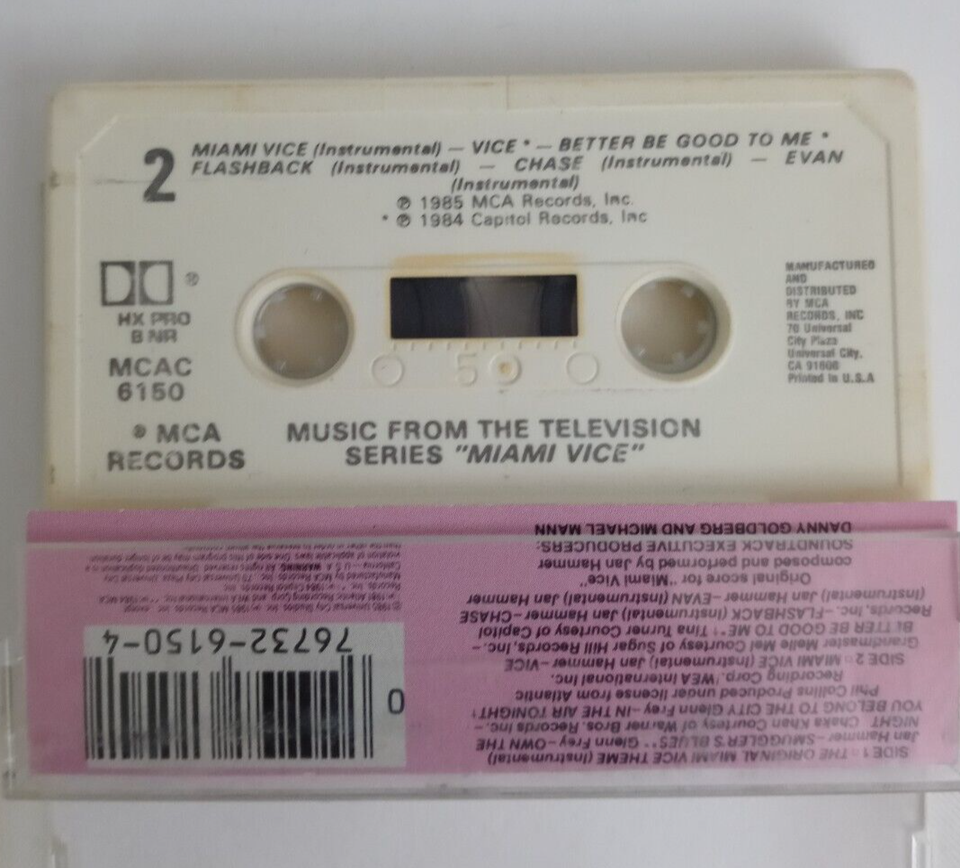 2
MIAMI VICE (Instrumental) — VICE * — BETTER BE GOOD TO ME *
FLASHBACK (Instrumental) — CHASE (Instrumental) — EVAN
(Instrumental)
℗ 1985 MCA Records, Inc.
* ℗ 1984 Capitol Records, Inc
®
HX PRO
B NR
MCAC
6150
® MCA
RECORDS
MANUFACTURED
AND
DISTRIBUTED
BY MCA
RECORDS, INC
70 Universal
City Plaza
Universal City,
CA 91608
Printed in U.S.A
50
MUSIC FROM THE TELEVISION
SERIES "MIAMI VICE"
SIDE 1: THE ORIGINAL MIAMI VICE THEME (Instrumental)
Jan Hammer–SMUGGLER'S BLUES** Glenn Frey–OWN THE
NIGHT Chaka Khan Courtesy of Warner Bros. Records Inc.–
YOU BELONG TO THE CITY Glenn Frey–IN THE AIR TONIGHT†
Phil Collins Produced under license from Atlantic
Recording Corp./WEA International Inc.
SIDE 2: MIAMI VICE (Instrumental) Jan Hammer–VICE
Grandmaster Melle Mel Courtesy of Sugar Hill Records, Inc.–
BETTER BE GOOD TO ME*† Tina Turner Courtesy of Capitol
Records, Inc.–FLASHBACK (Instrumental) Jan Hammer–CHASE
(Instrumental) Jan Hammer–EVAN (Instrumental) Jan Hammer
Original score for "Miami Vice"
composed and performed by Jan Hammer
SOUNDTRACK EXECUTIVE PRODUCERS:
DANNY GOLDBERG AND MICHAEL MANN
0
76732-6150-4